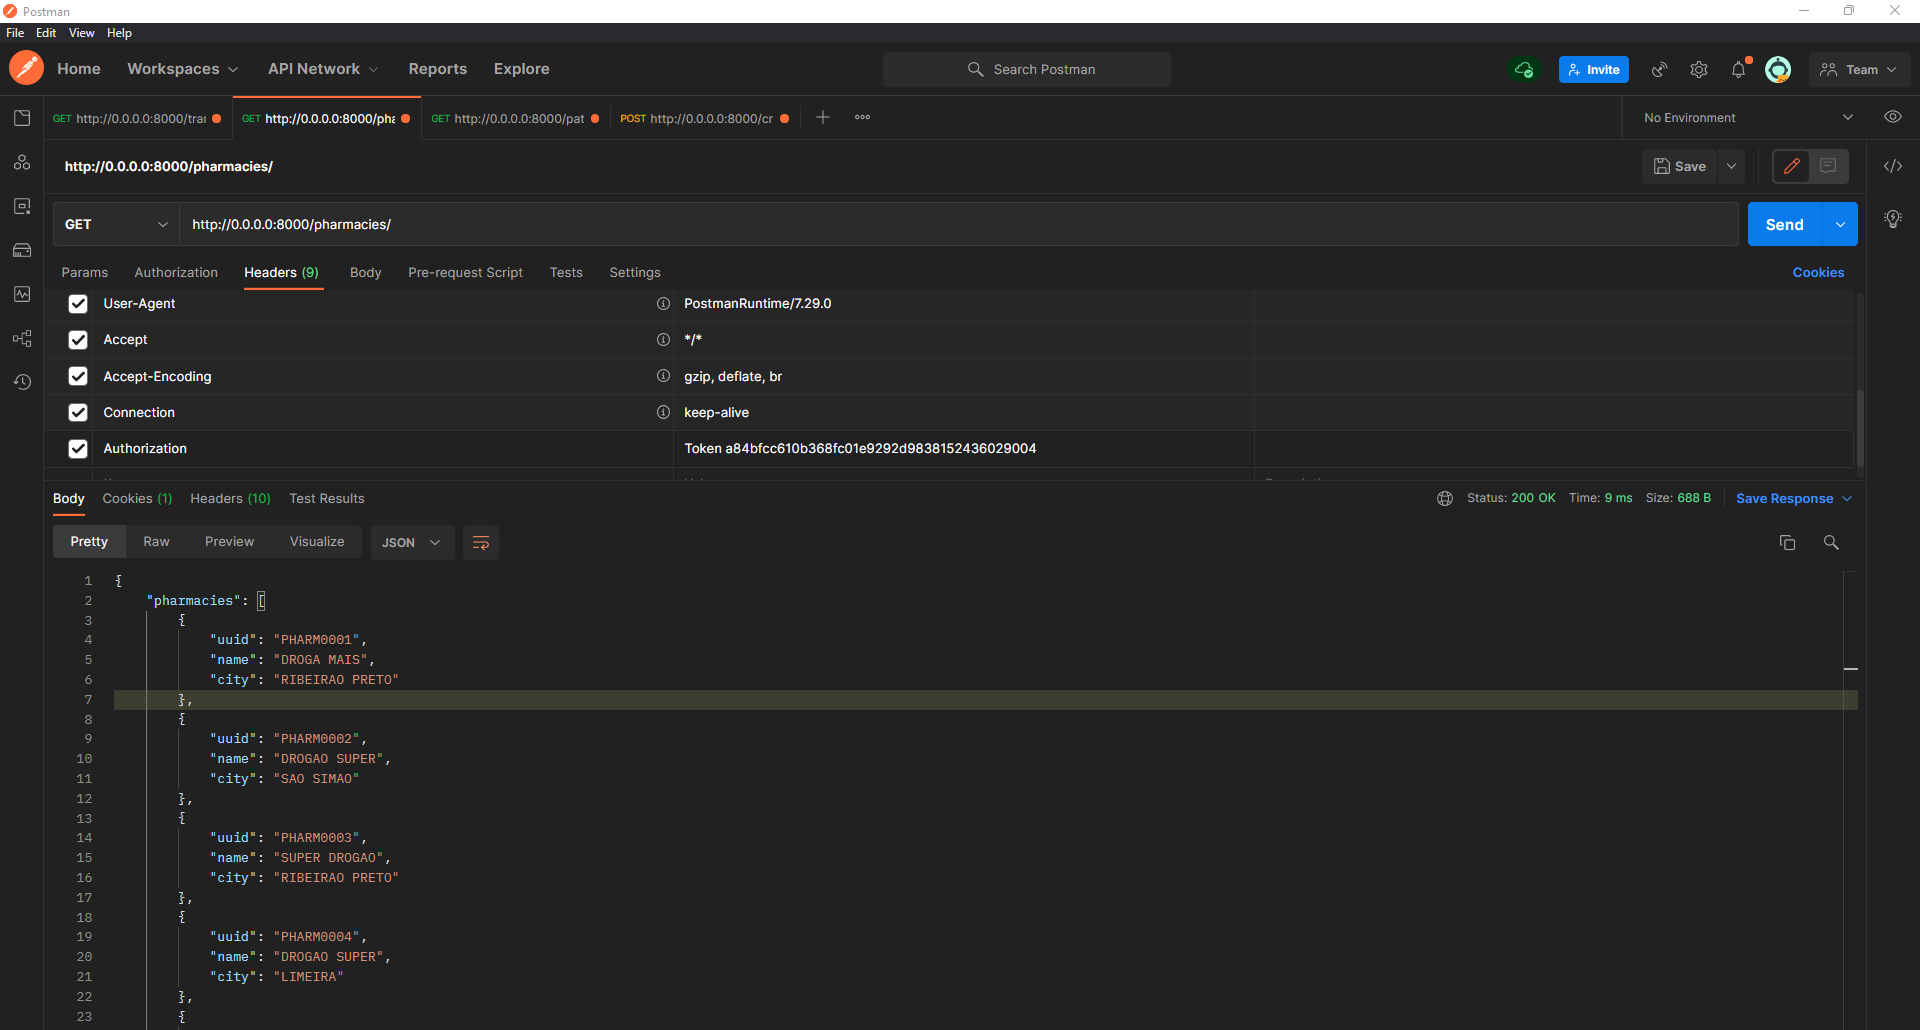 Postman
File Edit View Help
Home Workspaces API Network Reports Explore Search Postman Invite Team
GET http://0.0.0.0:8000/tra GET http://0.0.0.0:8000/pha GET http://0.0.0.0:8000/pat POST http://0.0.0.0:8000/cr No Environment
http://0.0.0.0:8000/pharmacies/ Save
GET http://0.0.0.0:8000/pharmacies/ Send
Params Authorization Headers (9) Body Pre-request Script Tests Settings Cookies
User-Agent PostmanRuntime/7.29.0
Accept */*
Accept-Encoding gzip, deflate, br
Connection keep-alive
Authorization Token a84bfcc610b368fc01e9292d9838152436029004
Body Cookies (1) Headers (10) Test Results Status: 200 OK Time: 9 ms Size: 688 B Save Response
Pretty Raw Preview Visualize JSON
1 {
2 "pharmacies": [
3 {
4 "uuid": "PHARM0001",
5 "name": "DROGA MAIS",
6 "city": "RIBEIRAO PRETO"
7 },
8 {
9 "uuid": "PHARM0002",
10 "name": "DROGAO SUPER",
11 "city": "SAO SIMAO"
12 },
13 {
14 "uuid": "PHARM0003",
15 "name": "SUPER DROGAO",
16 "city": "RIBEIRAO PRETO"
17 },
18 {
19 "uuid": "PHARM0004",
20 "name": "DROGAO SUPER",
21 "city": "LIMEIRA"
22 },
23 {